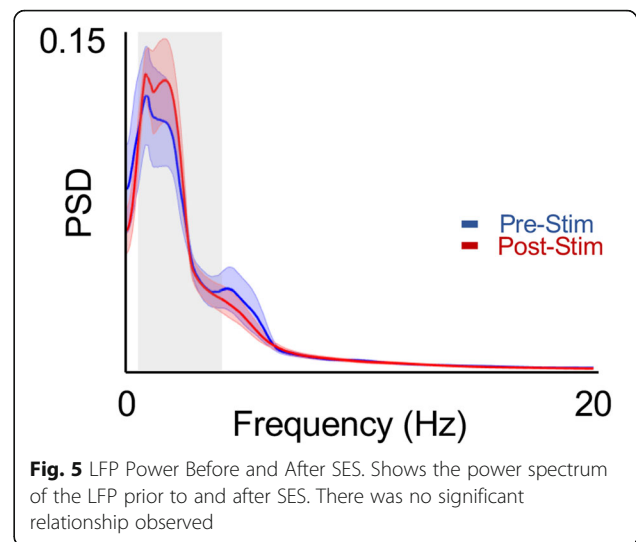 0.15
PSD
Pre-Stim
Post-Stim
0
20
Frequency (Hz)
Fig. 5 LFP Power Before and After SES. Shows the power spectrum
of the LFP prior to and after SES. There was no significant
relationship observed